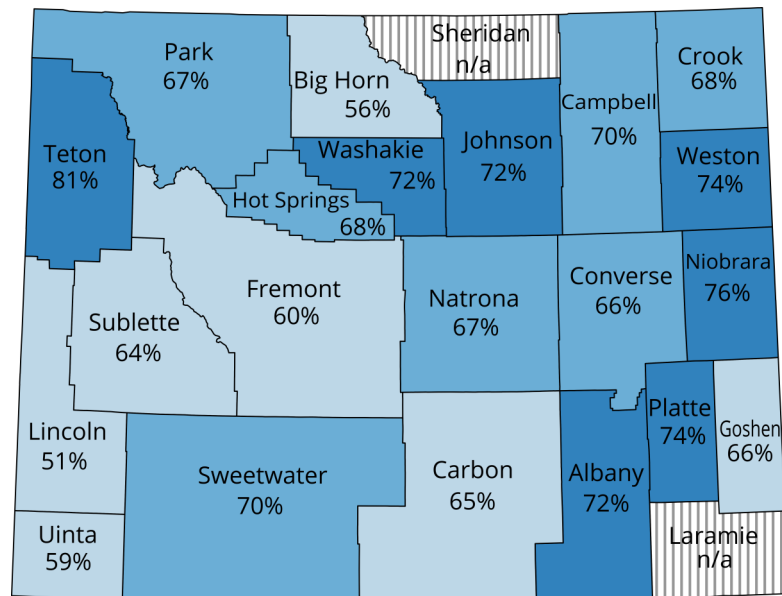 Sheridan
n/a
Park
67%
Big Horn
56%
Crook
68%
Campbell
70%
Teton
81%
Washakie
72%
Johnson
72%
Weston
74%
Hot Springs
68%
Fremont
60%
Natrona
67%
Converse
66%
Niobrara
76%
Sublette
64%
Lincoln
51%
Platte
74%
Goshen
66%
Sweetwater
70%
Carbon
65%
Albany
72%
Uinta
59%
Laramie
n/a